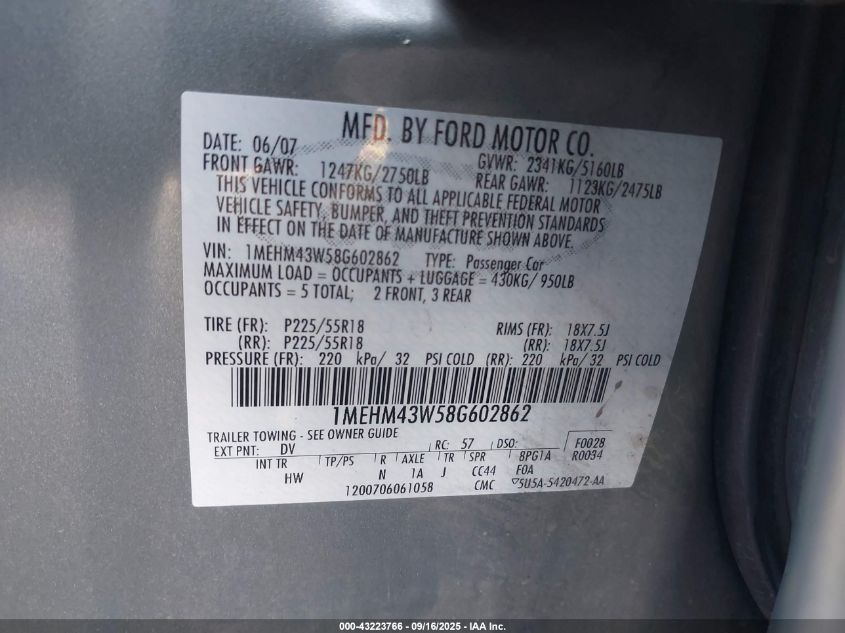 MFD. BY FORD MOTOR CO.
DATE: 06/07 GVWR: 2341KG/5160LB
FRONT GAWR: 1247KG/2750LB REAR GAWR: 1123KG/2475LB
THIS VEHICLE CONFORMS TO ALL APPLICABLE FEDERAL MOTOR
VEHICLE SAFETY, BUMPER, AND THEFT PREVENTION STANDARDS
IN EFFECT ON THE DATE OF MANUFACTURE SHOWN ABOVE.
VIN: 1MEHM43W58G602862 TYPE: Passenger Car
MAXIMUM LOAD = OCCUPANTS + LUGGAGE = 430KG/ 950LB
OCCUPANTS = 5 TOTAL; 2 FRONT, 3 REAR
TIRE (FR): P225/55R18 RIMS (FR): 18X7.5J
(RR): P225/55R18 (RR): 18X7.5J
PRESSURE (FR): 220 kPa/ 32 PSI COLD (RR): 220 kPa/ 32 PSI COLD
1MEHM43W58G602862
TRAILER TOWING - SEE OWNER GUIDE
EXT PNT: DV RC: 57 DSO: F0028
INT TR TP/PS R AXLE TR SPR BPG1A R0034
HW N 1A J CC44 FOA
1200706061058 CMC 5U5A-5420472-AA
000-43223766 - 09/16/2025 - IAA Inc.